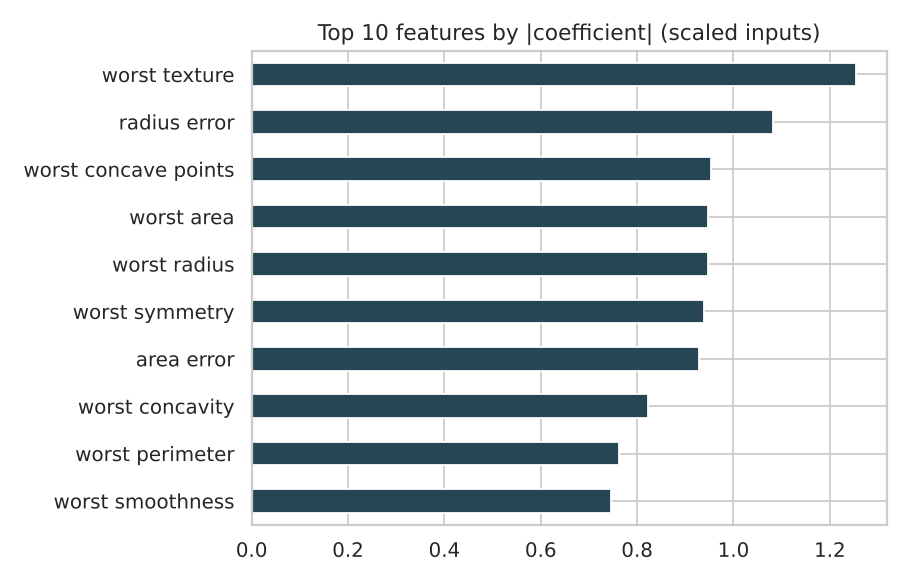 Top 10 features by |coefficient| (scaled inputs)
worst texture
radius error
worst concave points
worst area
worst radius
worst symmetry
area error
worst concavity
worst perimeter
worst smoothness
0.0 0.2 0.4 0.6 0.8 1.0 1.2